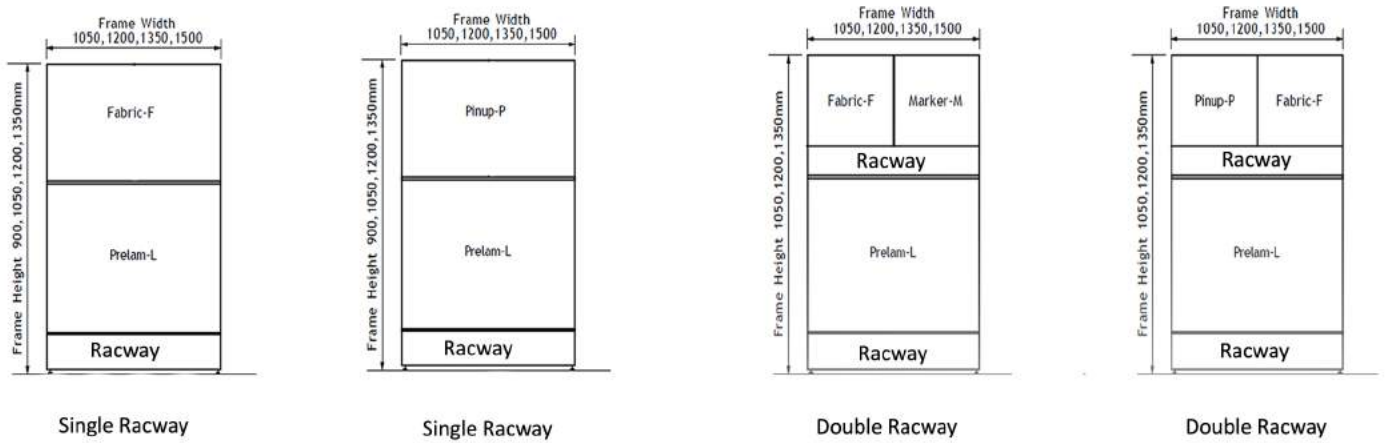 Frame Width
1050,1200,1350,1500
Frame Height 900,1050,1200,1350mm
Fabric-F
Prelam-L
Racway
Single Racway
Frame Width
1050,1200,1350,1500
Frame Height 900,1050,1200,1350mm
Pinup-P
Prelam-L
Racway
Single Racway
Frame Width
1050,1200,1350,1500
Frame Height 1050,1200,1350mm
Fabric-F
Marker-M
Racway
Prelam-L
Racway
Double Racway
Frame Width
1050,1200,1350,1500
Frame Height 1050,1200,1350mm
Pinup-P
Fabric-F
Racway
Prelam-L
Racway
Double Racway